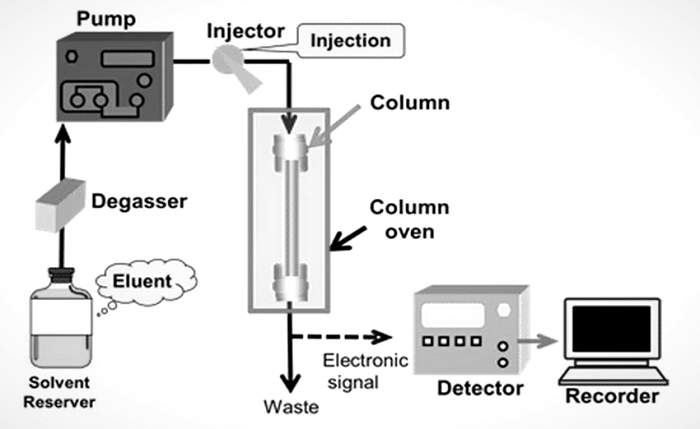 Pump
Injector
Injection
Column
Degasser
Column
oven
Eluent
Electronic
signal
Solvent
Reserver
Detector
Recorder
Waste